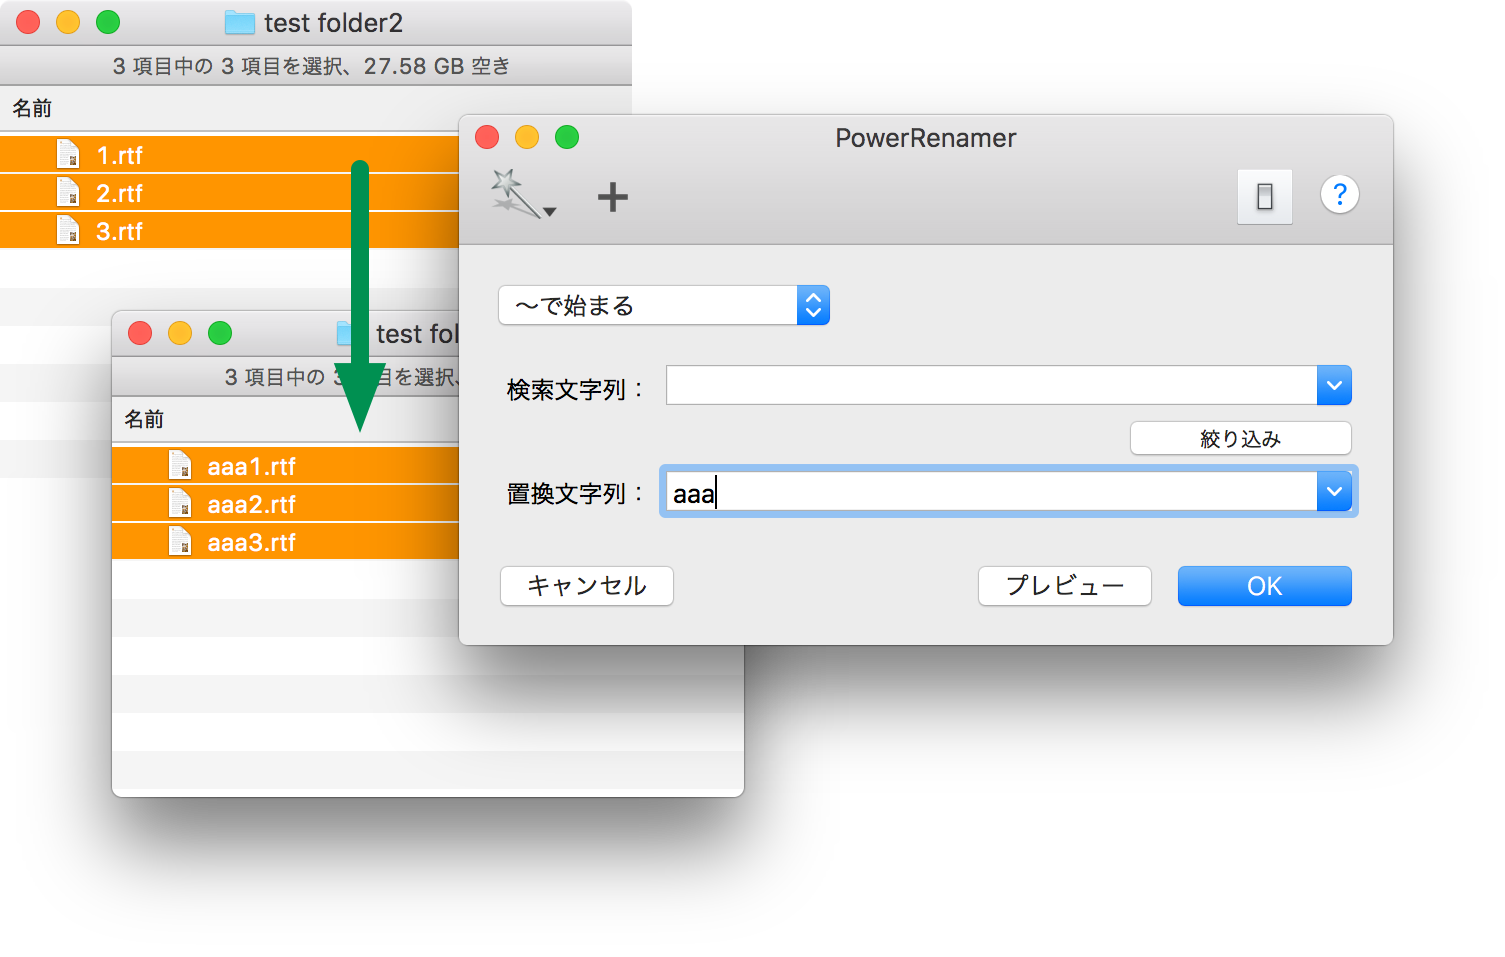 test folder2
3 項目中の 3 項目を選択、27.58 GB 空き
名前
1.rtf
2.rtf
3.rtf
PowerRenamer
?
～で始まる
検索文字列：
絞り込み
置換文字列：
aaa
キャンセル
プレビュー
OK
test fol
3 項目中の 3 項目を選択、
名前
aaa1.rtf
aaa2.rtf
aaa3.rtf